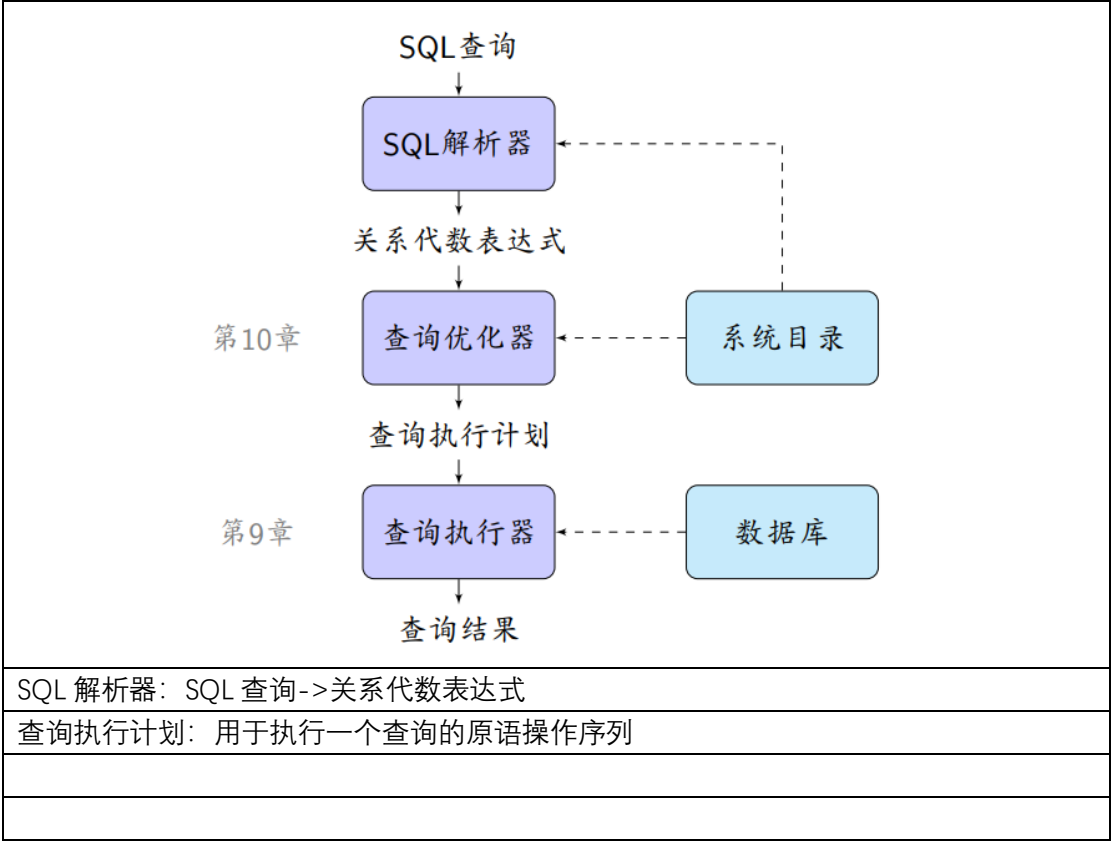 SQL查询
SQL解析器
关系代数表达式
第10章
查询优化器
系统目录
查询执行计划
第9章
查询执行器
数据库
查询结果
SQL 解析器：SQL 查询->关系代数表达式
查询执行计划：用于执行一个查询的原语操作序列